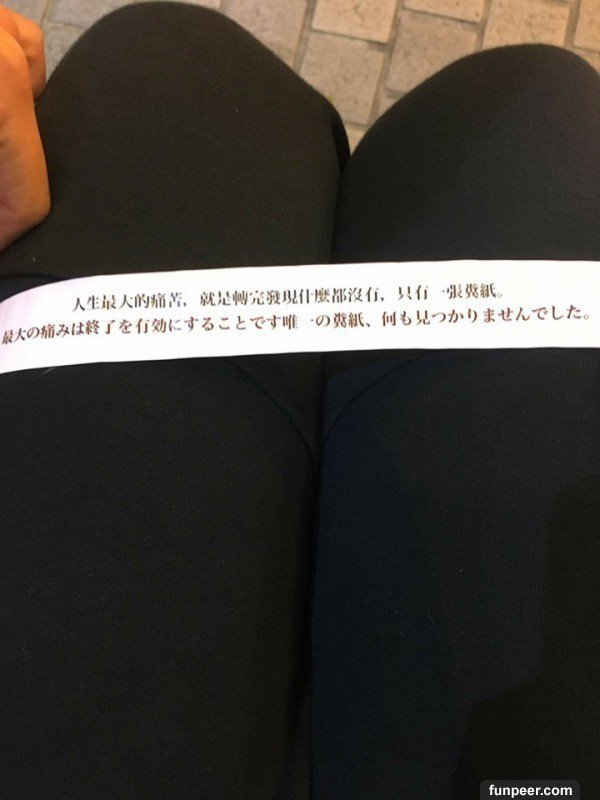 人生最大的痛苦，就是轉完發現什麼都沒有，只有一張糞紙。
最大の痛みは終了を有効にすることです唯一の糞紙、何も見つかりませんでした。
funpeer.com